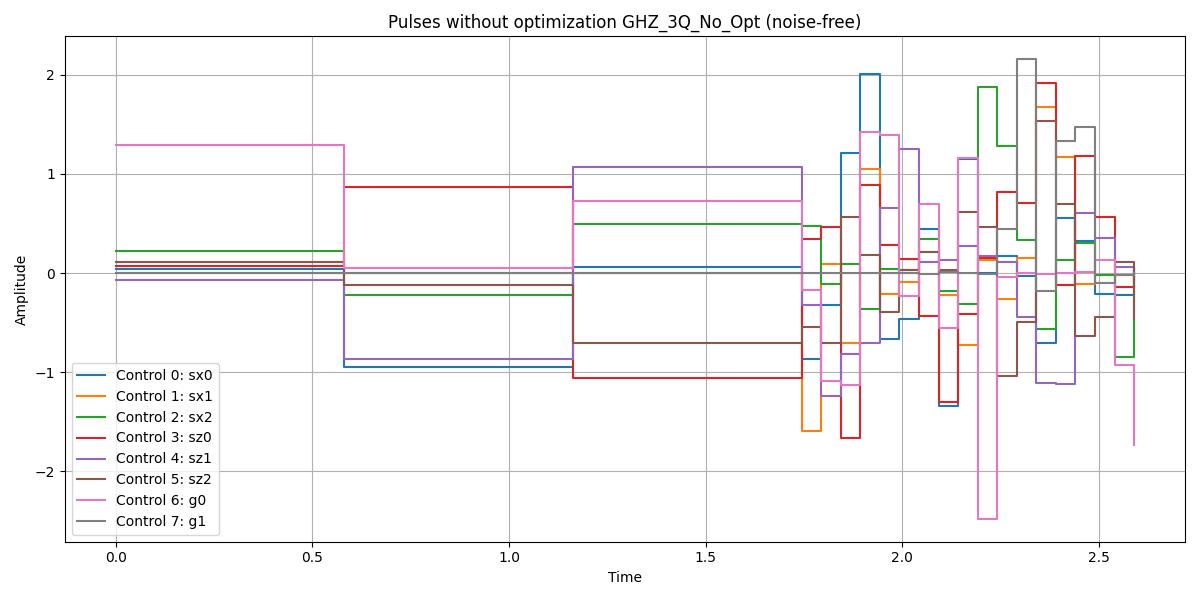 Pulses without optimization GHZ_3Q_No_Opt (noise-free)
Amplitude
2
1
0
−1
−2
Control 0: sx0
Control 1: sx1
Control 2: sx2
Control 3: sz0
Control 4: sz1
Control 5: sz2
Control 6: g0
Control 7: g1
0.0 0.5 1.0 1.5 2.0 2.5
Time